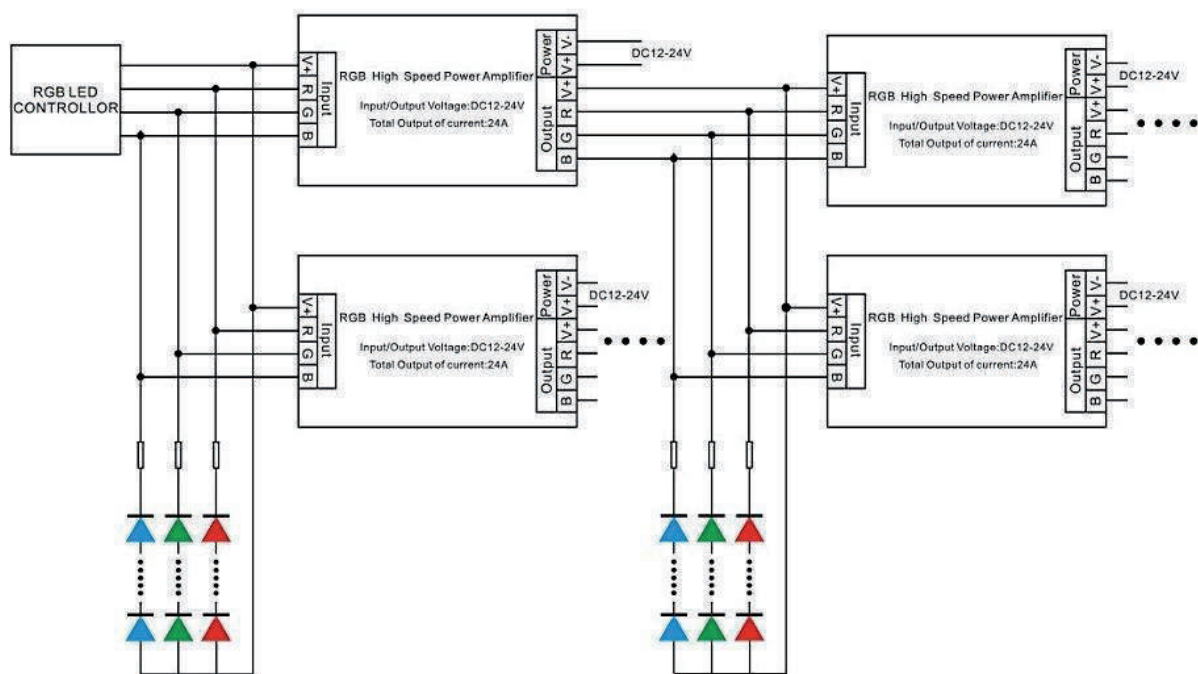 RGB LED
CONTROLLOR
V+
R
G
B
Input
RGB High Speed Power Amplifier
Input/Output Voltage:DC12-24V
Total Output of current:24A
Power
Output
V-
V+
V+
R
G
B
DC12-24V
V+
R
G
B
Input
RGB High Speed Power Amplifier
Input/Output Voltage:DC12-24V
Total Output of current:24A
Power
Output
V-
V+
V+
R
G
B
DC12-24V
V+
R
G
B
Input
RGB High Speed Power Amplifier
Input/Output Voltage:DC12-24V
Total Output of current:24A
Power
Output
V-
V+
V+
R
G
B
DC12-24V
V+
R
G
B
Input
RGB High Speed Power Amplifier
Input/Output Voltage:DC12-24V
Total Output of current:24A
Power
Output
V-
V+
V+
R
G
B
DC12-24V